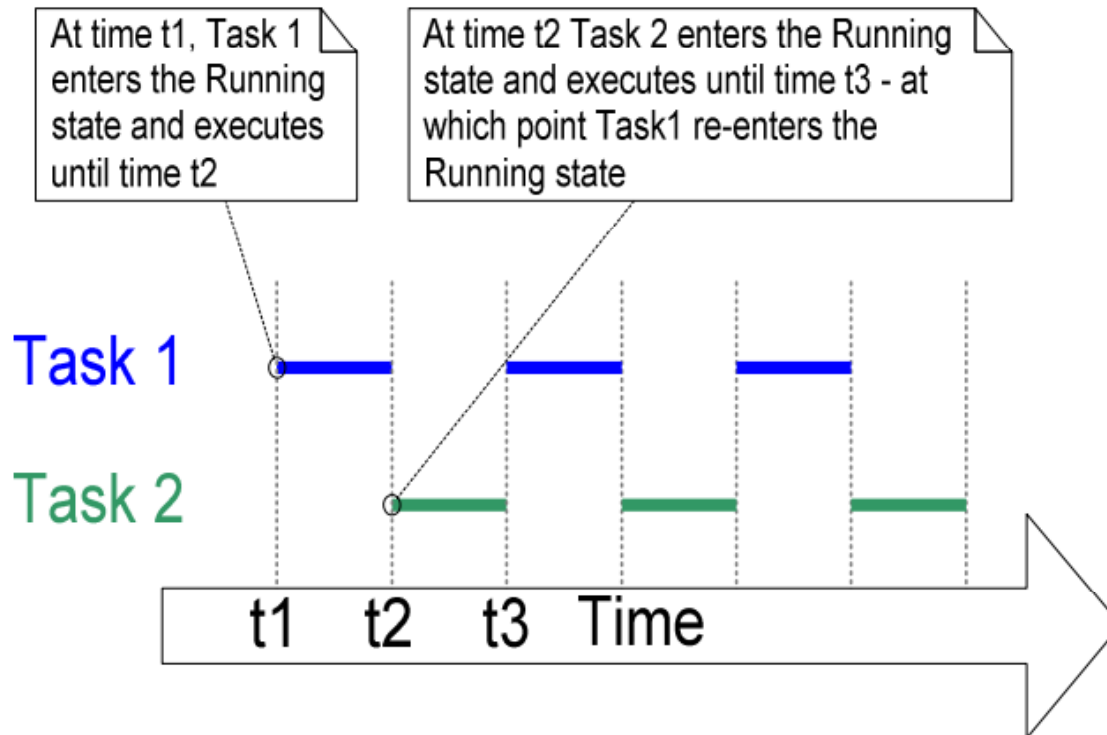 At time t1, Task 1
enters the Running
state and executes
until time t2
At time t2 Task 2 enters the Running
state and executes until time t3 - at
which point Task1 re-enters the
Running state
Task 1
Task 2
t1 t2 t3 Time